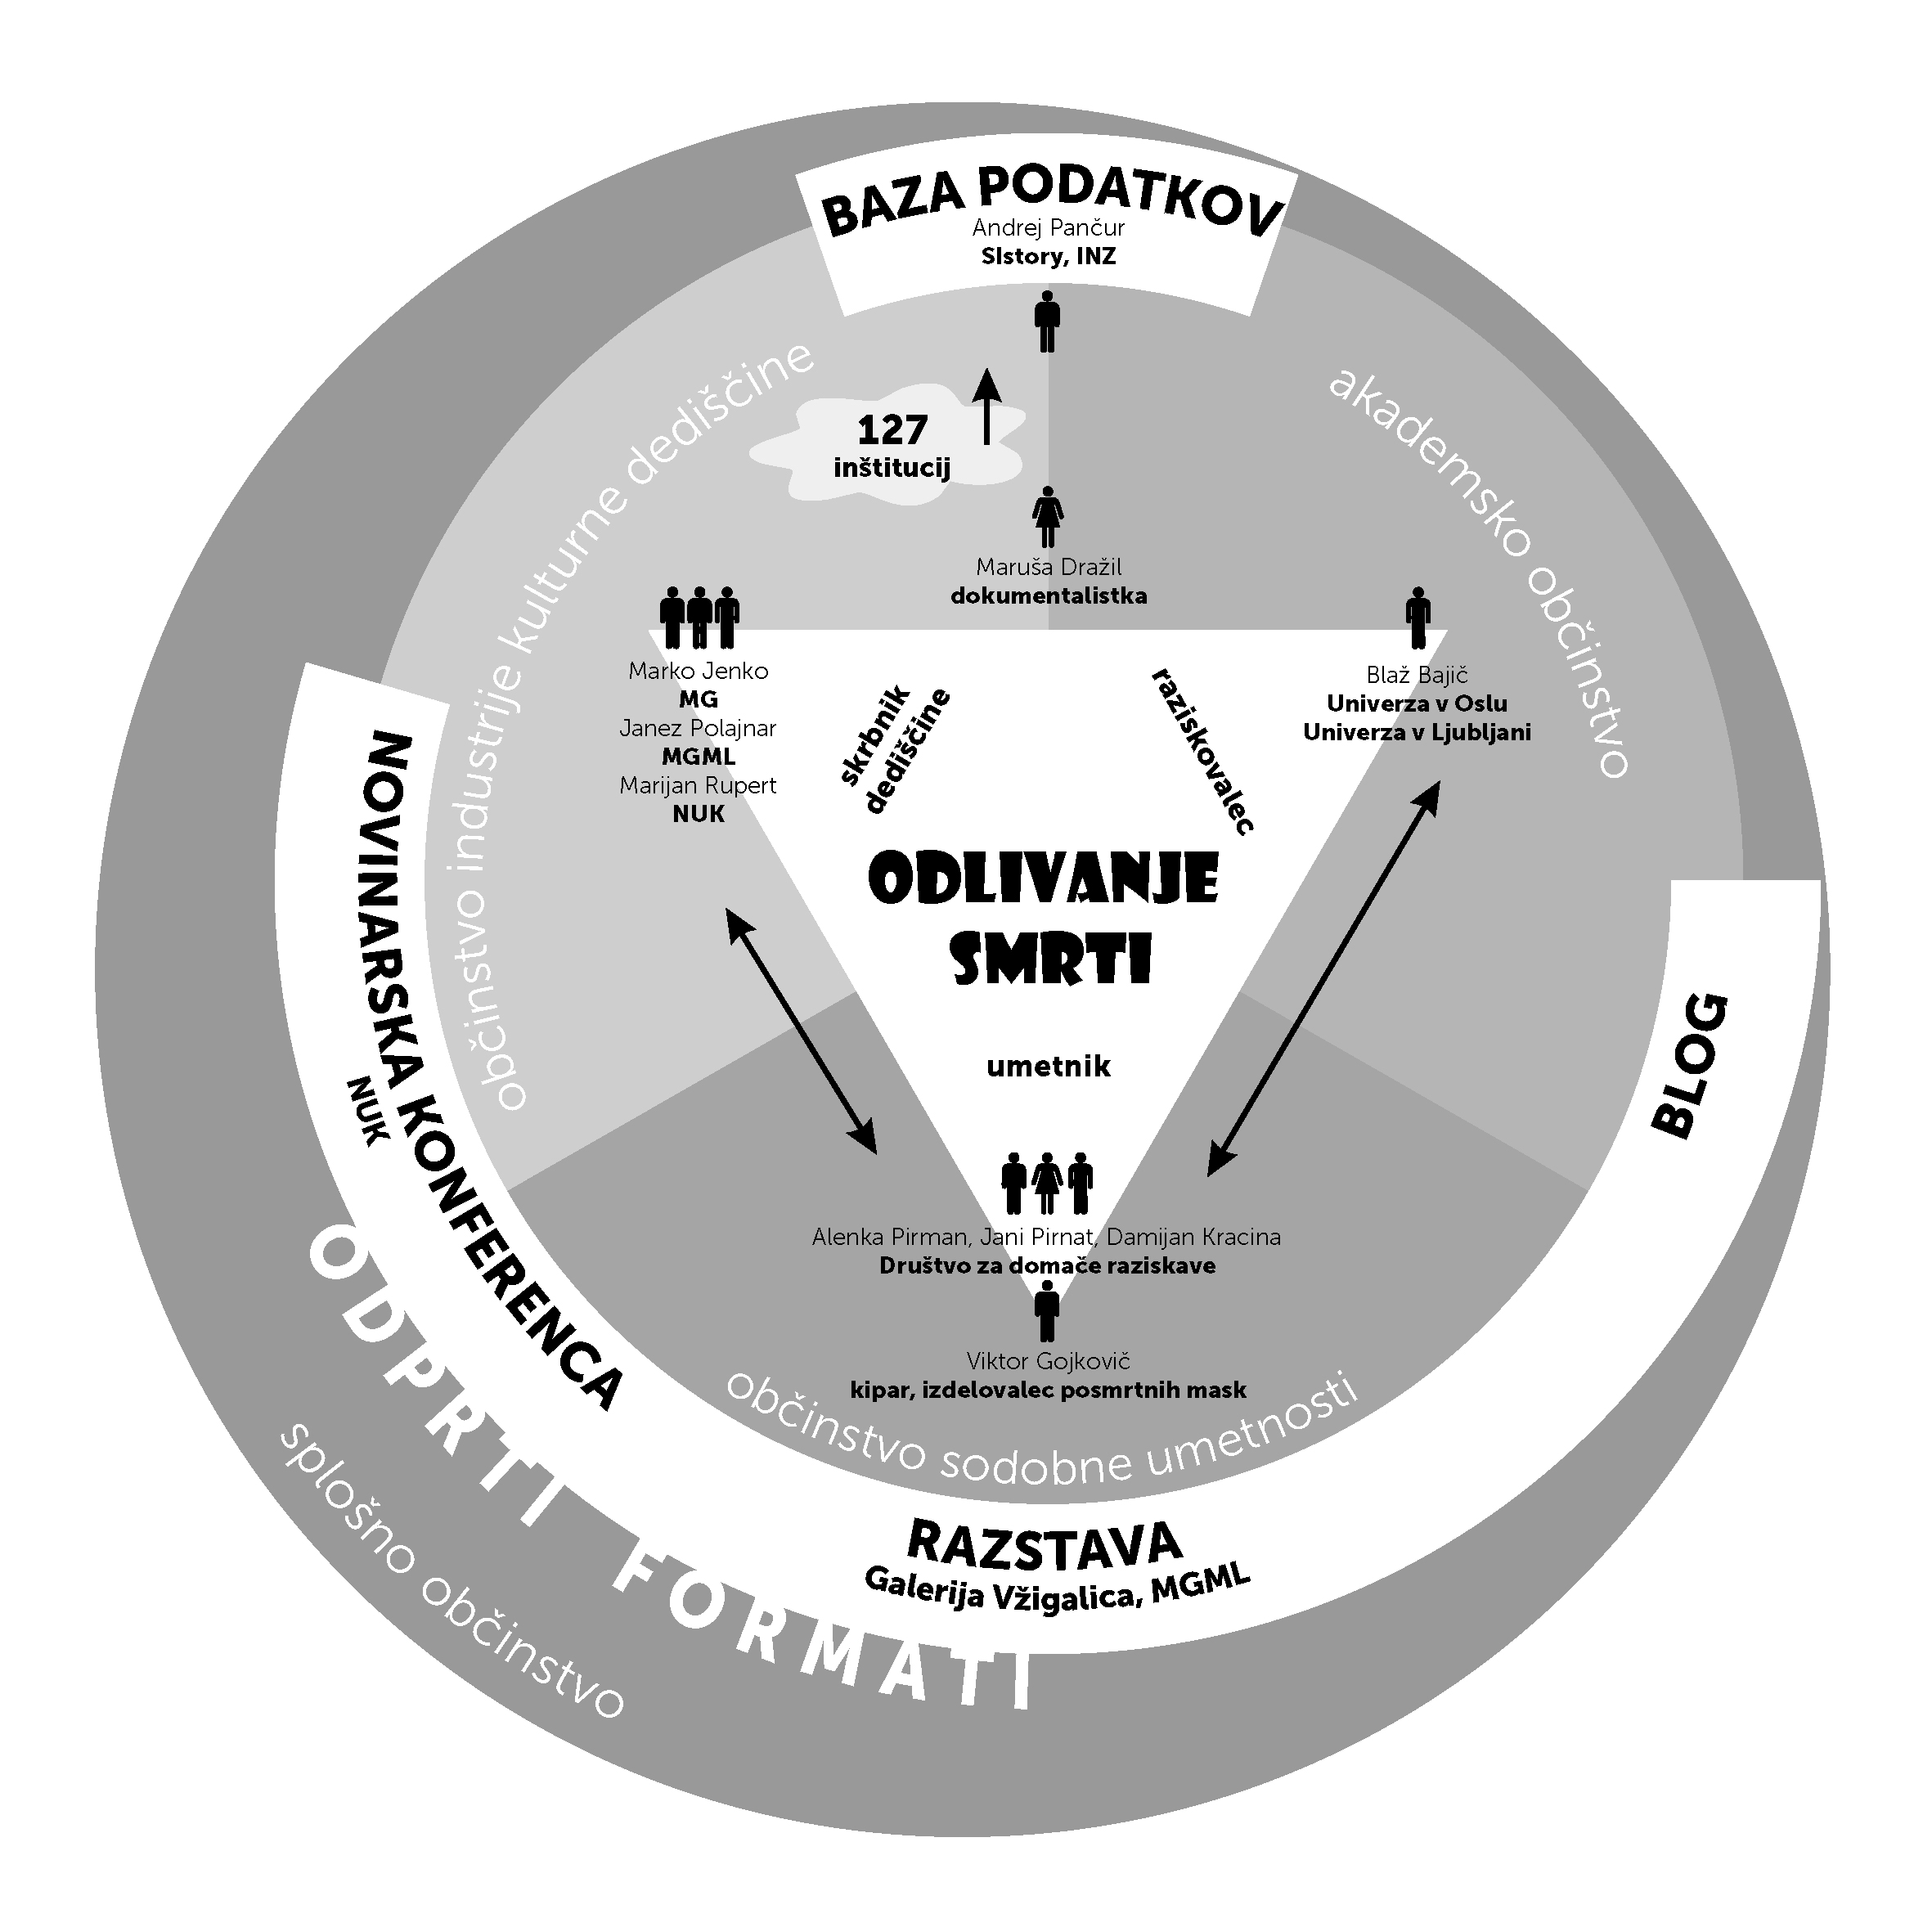 BAZA PODATKOV
Andrej Pančur
SIstory, INZ
občinstvo industrije kulturne dediščine
akademsko občinstvo
127
inštitucij
Maruša Dražil
dokumentalistka
Marko Jenko
MG
Janez Polajnar
MGML
Marijan Rupert
NUK
skrbnik
dediščine
raziskovalec
Blaž Bajič
Univerza v Oslu
Univerza v Ljubljani
ODLIVANJE
SMRTI
umetnik
NOVINARSKA KONFERENCA
NUK
BLOG
Alenka Pirman, Jani Pirnat, Damijan Kracina
Društvo za domače raziskave
Viktor Gojkovič
kipar, izdelovalec posmrtnih mask
občinstvo sodobne umetnosti
RAZSTAVA
Galerija Vžigalica, MGML
ODPRTI FORMATI
splošno občinstvo